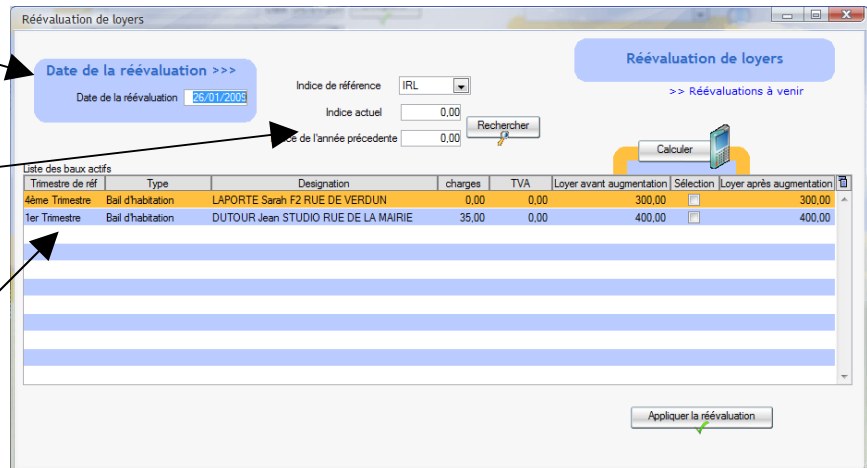 Réévaluation de loyers
Date de la réévaluation >>>
Date de la réévaluation 26/01/2009
Indice de référence IRL
Indice actuel 0,00
de l'année précedente 0,00
Rechercher
Réévaluation de loyers
>> Réévaluations à venir
Calculer
Liste des baux actifs
Trimestre de réf Type Designation charges TVA Loyer avant augmentation Sélection Loyer après augmentation
4ème Trimestre Bail d'habitation LAPORTE Sarah F2 RUE DE VERDUN 0,00 0,00 300,00 300,00
1er Trimestre Bail d'habitation DUTOUR Jean STUDIO RUE DE LA MAIRIE 35,00 0,00 400,00 400,00
Appliquer la réévaluation